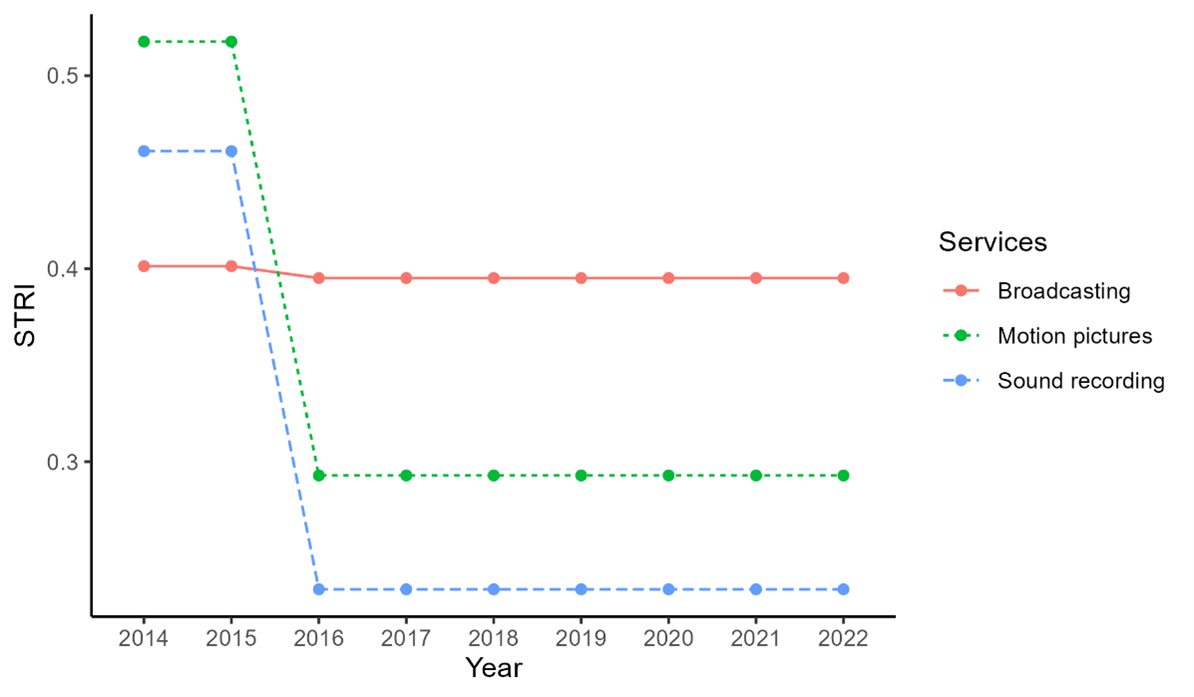 0.5
0.4
0.3
STRI
2014 2015 2016 2017 2018 2019 2020 2021 2022
Year
Services
Broadcasting
Motion pictures
Sound recording